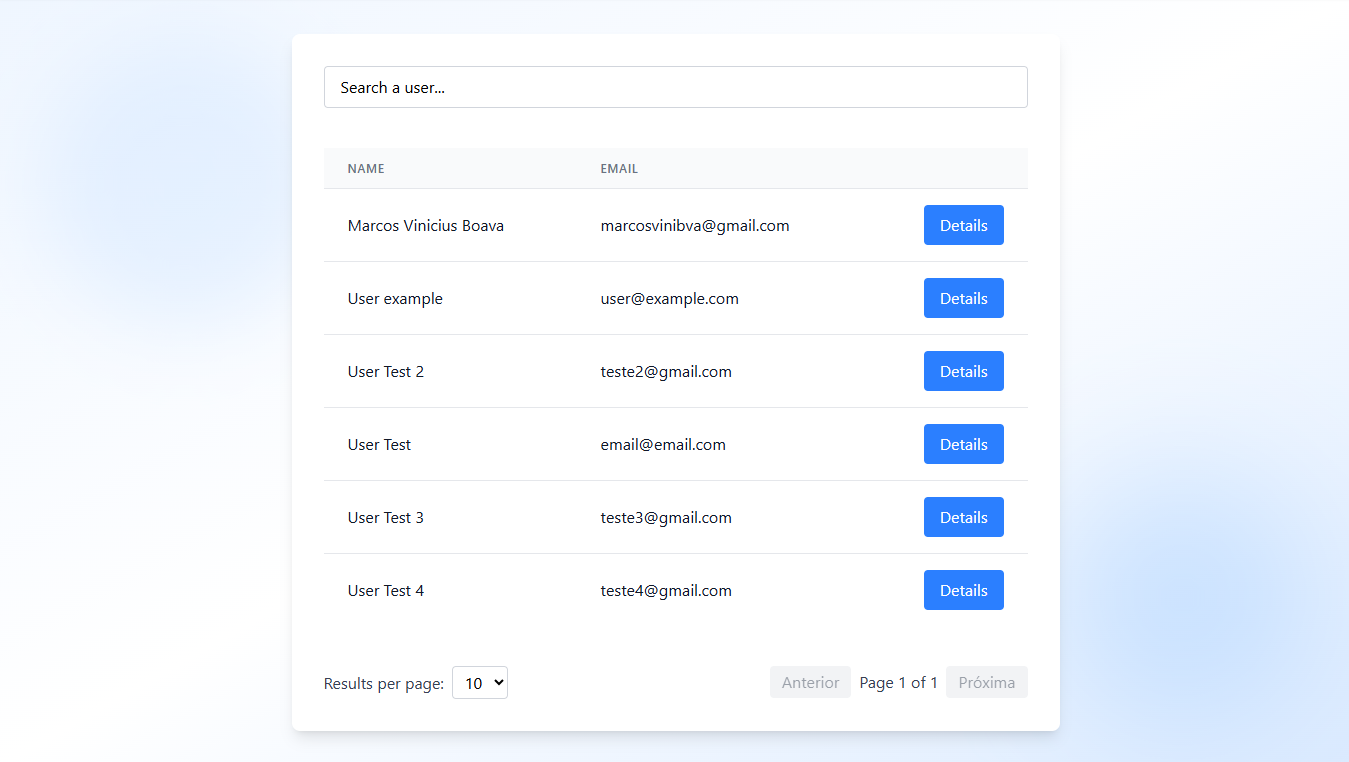 Search a user...
NAME EMAIL
Marcos Vinicius Boava marcosvinibva@gmail.com Details
User example user@example.com Details
User Test 2 teste2@gmail.com Details
User Test email@email.com Details
User Test 3 teste3@gmail.com Details
User Test 4 teste4@gmail.com Details
Results per page: 10 Anterior Page 1 of 1 Próxima